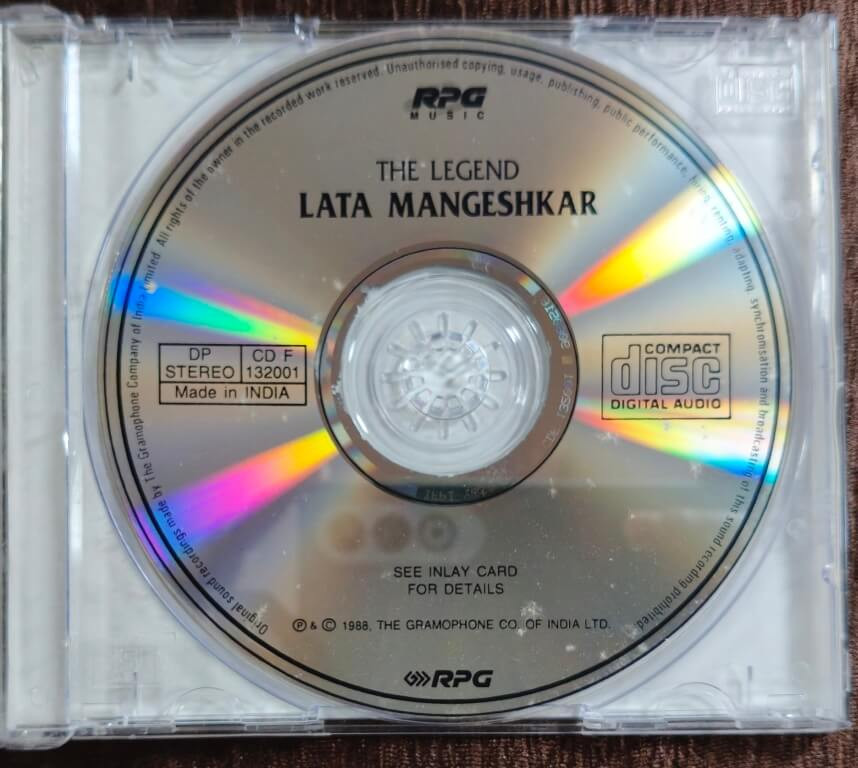 Original sound recordings made by The Gramophone Company of India Limited. All rights of the owner in the recorded work reserved. Unauthorised copying, usage, publishing, public performance, hiring, renting, adapting, synchronisation and broadcasting of this sound recording prohibited
RPG
MUSIC
THE LEGEND
LATA MANGESHKAR
DP STEREO
CD F 132001
Made in INDIA
COMPACT
disc
DIGITAL AUDIO
SEE INLAY CARD
FOR DETAILS
Ⓟ & © 1988, THE GRAMOPHONE CO. OF INDIA LTD.
RPG
disc